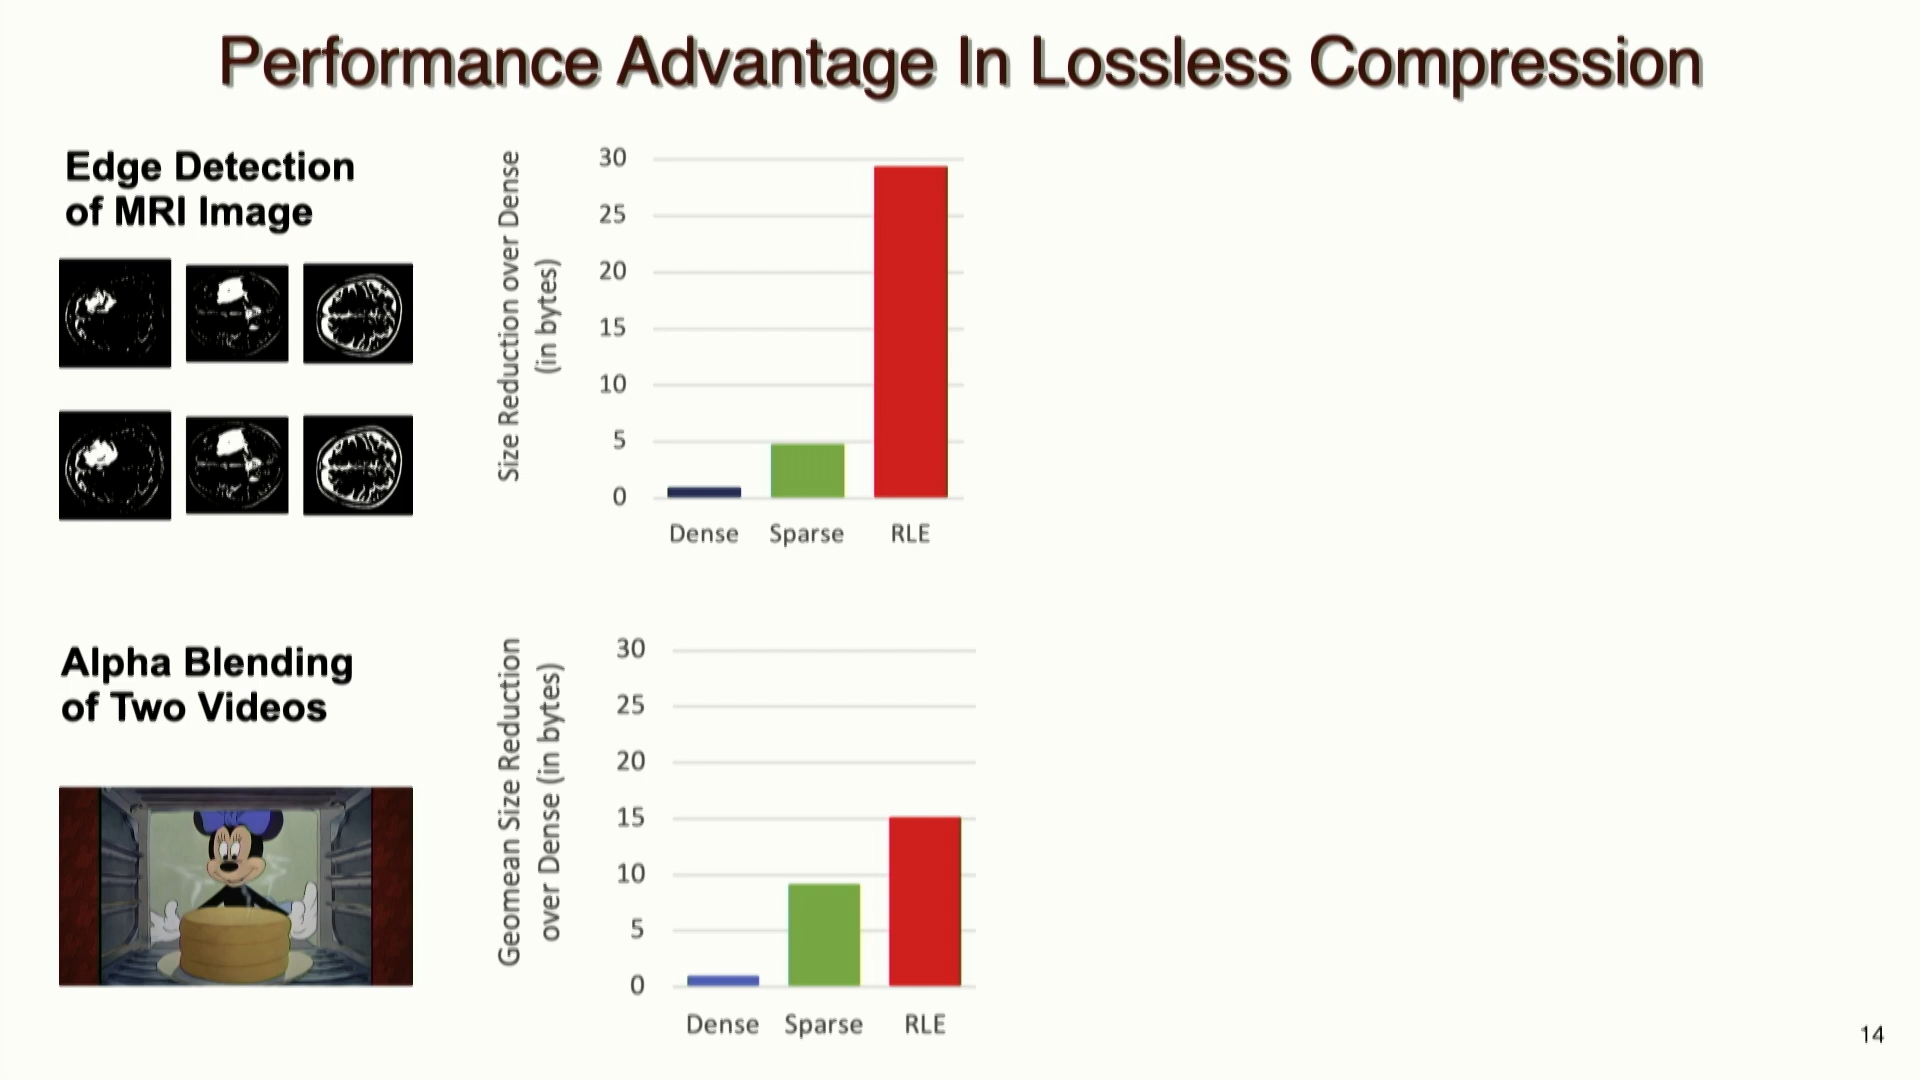 Performance Advantage In Lossless Compression
Edge Detection
of MRI Image
Size Reduction over Dense
(in bytes)
30
25
20
15
10
5
0
Dense Sparse RLE
Alpha Blending
of Two Videos
Geomean Size Reduction
over Dense (in bytes)
30
25
20
15
10
5
0
Dense Sparse RLE
14